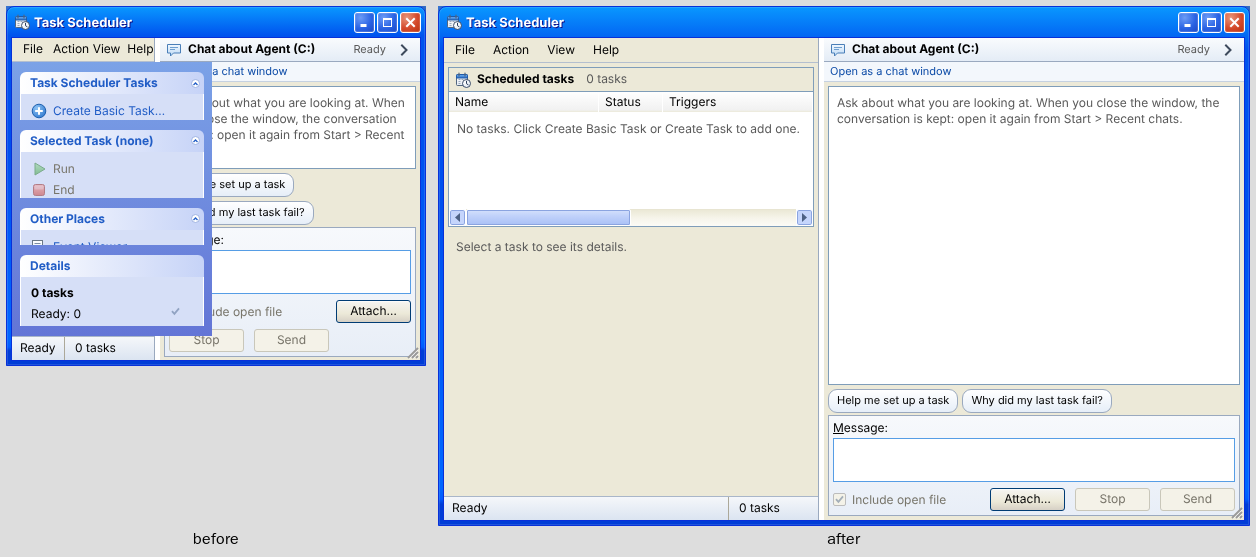 Task Scheduler
File Action View Help
Chat about Agent (C:)
Ready
a chat window
Task Scheduler Tasks
Create Basic Task...
Selected Task (none)
Run
End
Other Places
Event Viewer
Details
0 tasks
Ready: 0
out what you are looking at. When
ose the window, the conversation
: open it again from Start > Recent
e set up a task
d my last task fail?
ge:
ude open file
Attach...
Stop
Send
Ready
0 tasks
before
Task Scheduler
File Action View Help
Scheduled tasks 0 tasks
Name Status Triggers
No tasks. Click Create Basic Task or Create Task to add one.
Select a task to see its details.
Ready
0 tasks
Chat about Agent (C:)
Ready
Open as a chat window
Ask about what you are looking at. When you close the window, the
conversation is kept: open it again from Start > Recent chats.
Help me set up a task
Why did my last task fail?
Message:
Include open file
Attach...
Stop
Send
after